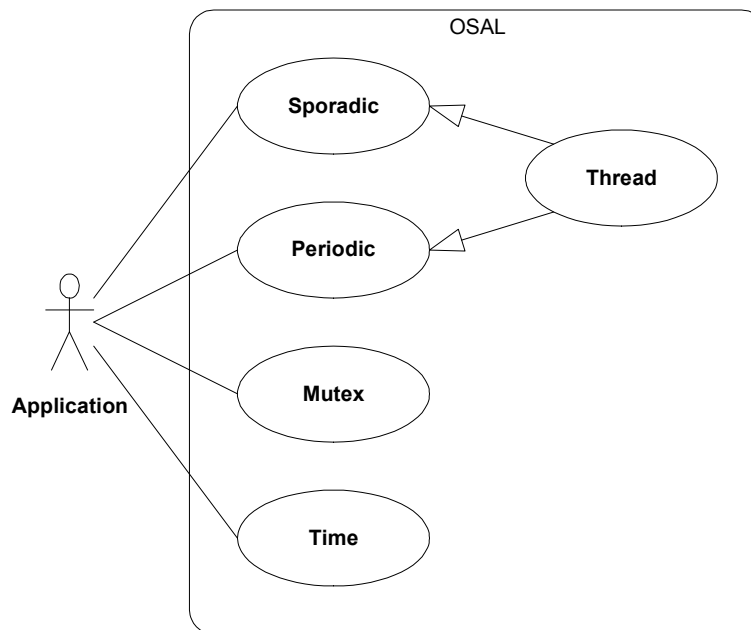 OSAL
Sporadic
Thread
Periodic
Mutex
Application
Time